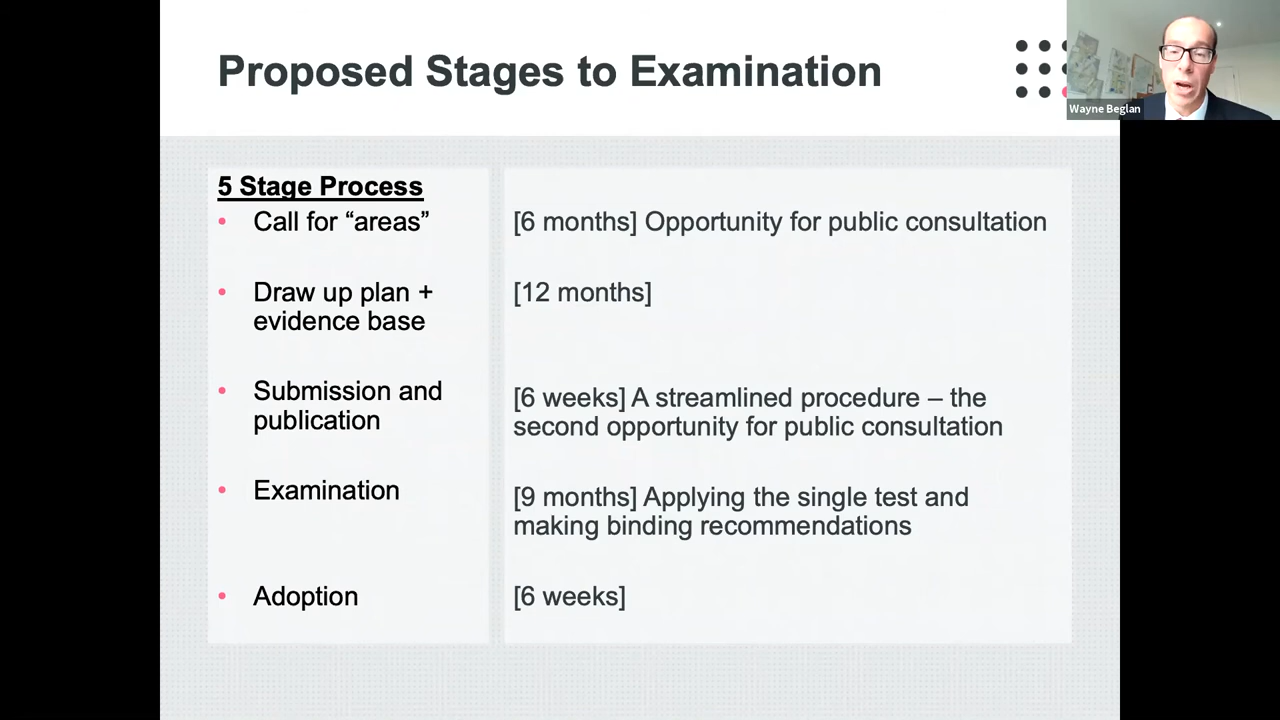 Proposed Stages to Examination
Wayne Beglan
5 Stage Process
• Call for “areas”
[6 months] Opportunity for public consultation
• Draw up plan +
evidence base
[12 months]
• Submission and
publication
[6 weeks] A streamlined procedure – the
second opportunity for public consultation
• Examination
[9 months] Applying the single test and
making binding recommendations
• Adoption
[6 weeks]